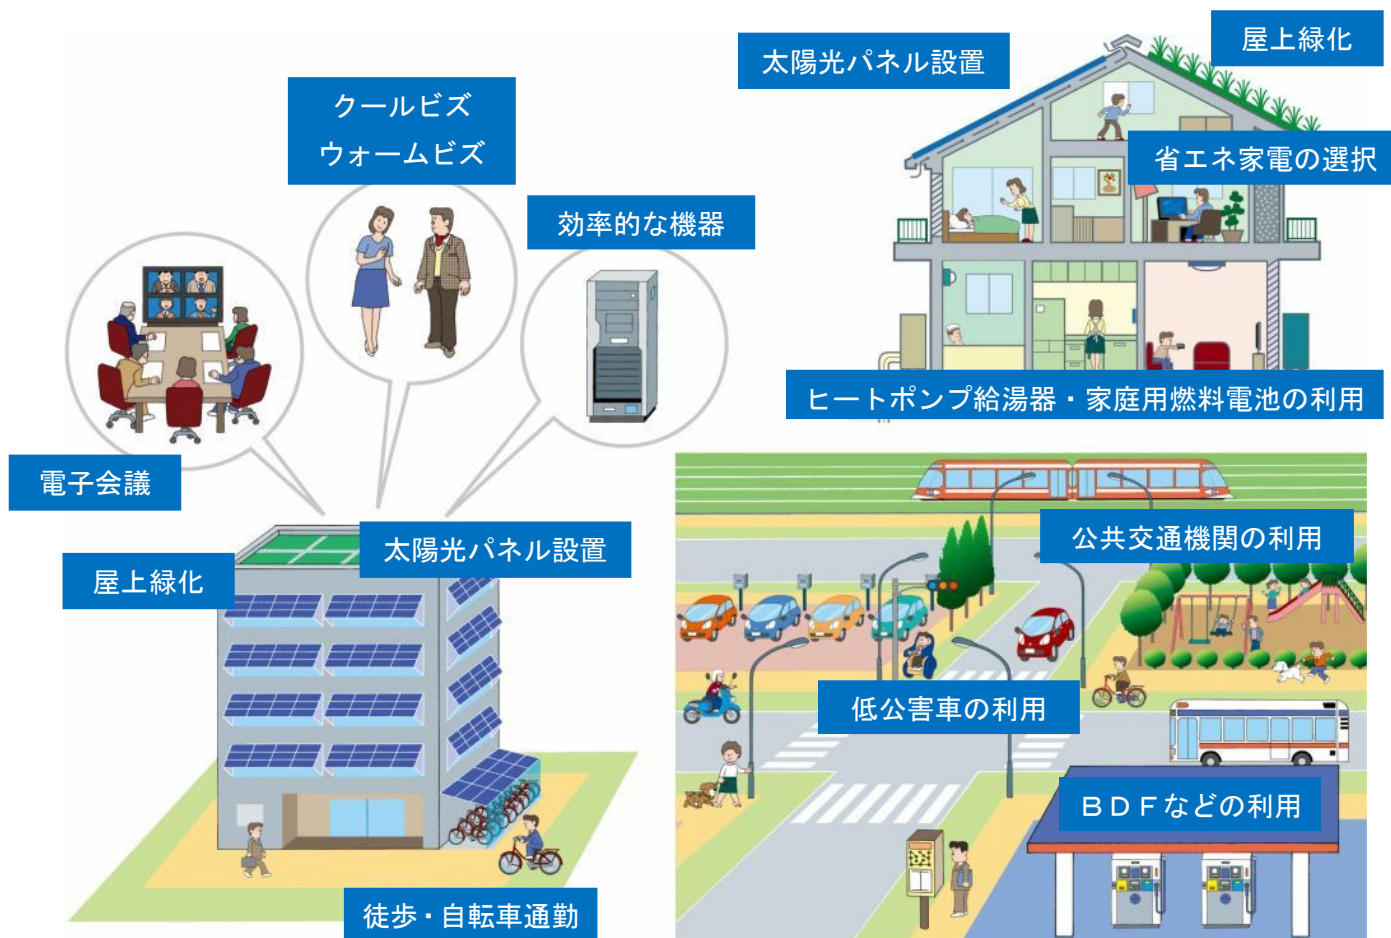 太陽光パネル設置
屋上緑化
クールビズ
ウォームビズ
省エネ家電の選択
効率的な機器
ヒートポンプ給湯器・家庭用燃料電池の利用
電子会議
太陽光パネル設置
屋上緑化
公共交通機関の利用
低公害車の利用
BDFなどの利用
徒歩・自転車通勤